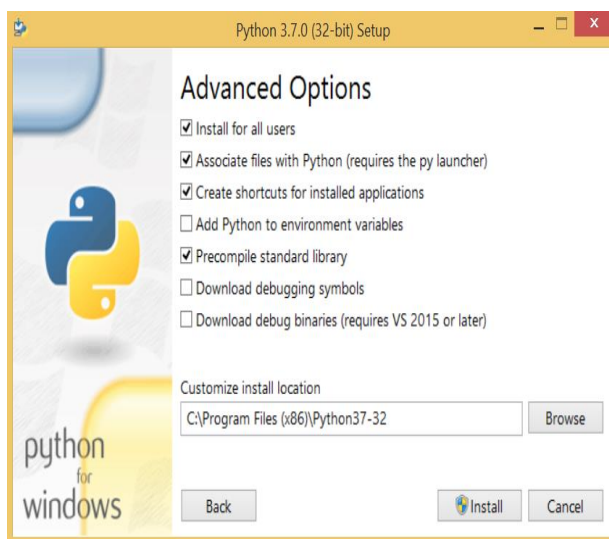 Python 3.7.0 (32-bit) Setup
Advanced Options
Install for all users
Associate files with Python (requires the py launcher)
Create shortcuts for installed applications
Add Python to environment variables
Precompile standard library
Download debugging symbols
Download debug binaries (requires VS 2015 or later)
Customize install location
C:\Program Files (x86)\Python37-32
Browse
python
for
windows
Back
Install
Cancel